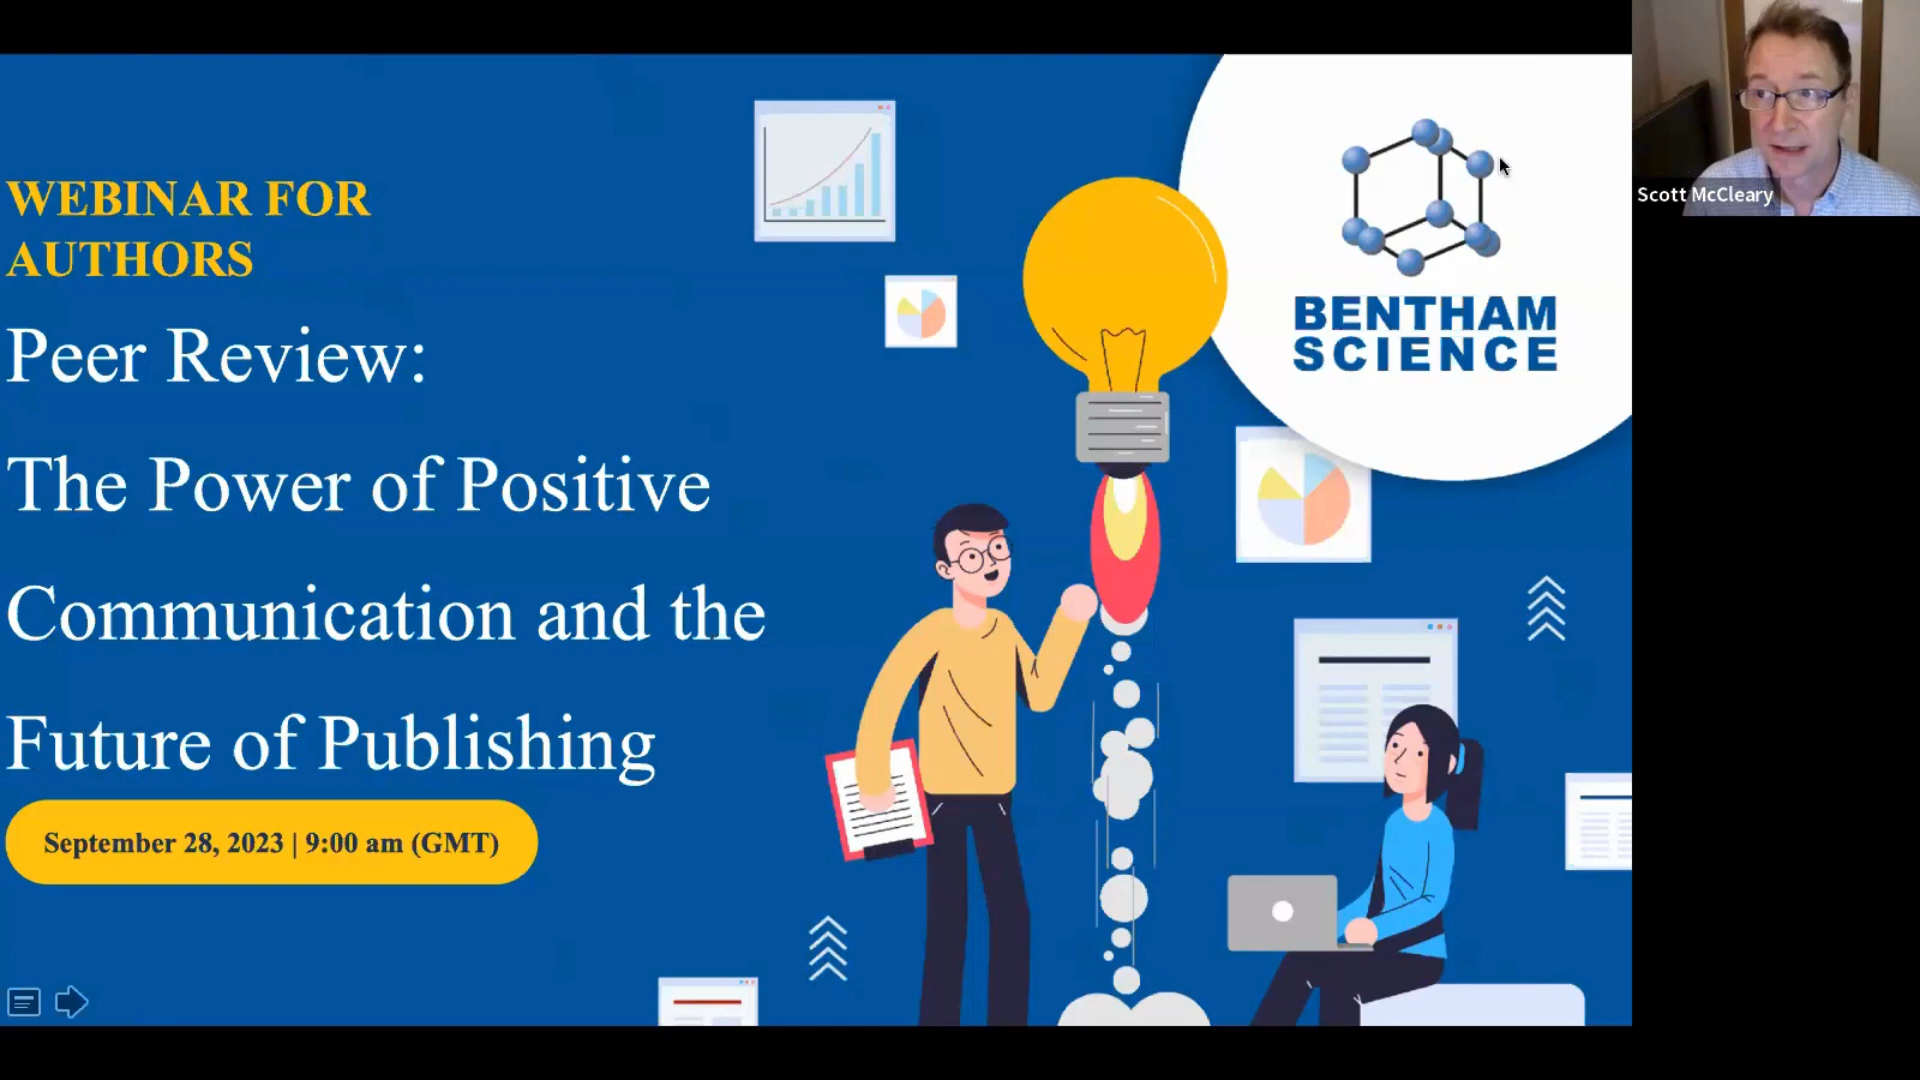 WEBINAR FOR
AUTHORS
Peer Review:
The Power of Positive
Communication and the
Future of Publishing
September 28, 2023 | 9:00 am (GMT)
BENTHAM
SCIENCE
Scott McCleary